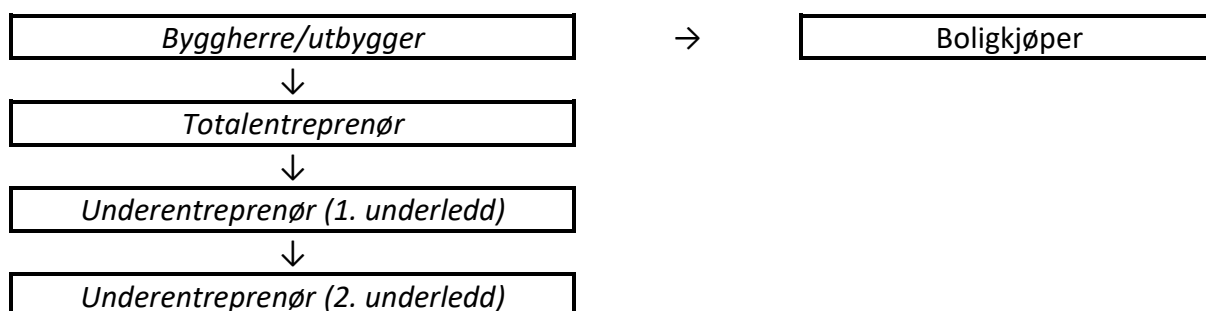 Byggherre/utbygger → Boligkjøper
↓
Totalentreprenør
↓
Underentreprenør (1. underledd)
↓
Underentreprenør (2. underledd)